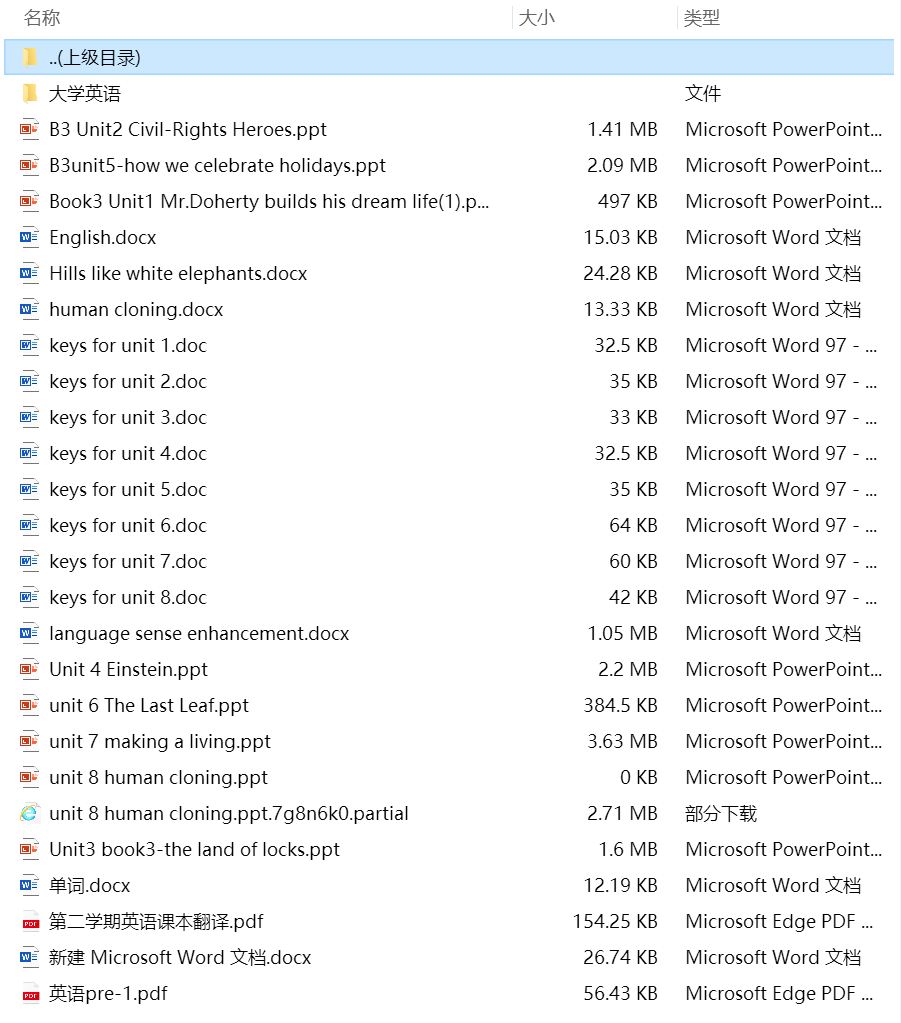 名称 大小 类型
..(上级目录)
大学英语 文件
B3 Unit2 Civil-Rights Heroes.ppt 1.41 MB Microsoft PowerPoint...
B3unit5-how we celebrate holidays.ppt 2.09 MB Microsoft PowerPoint...
Book3 Unit1 Mr.Doherty builds his dream life(1).p... 497 KB Microsoft PowerPoint...
English.docx 15.03 KB Microsoft Word 文档
Hills like white elephants.docx 24.28 KB Microsoft Word 文档
human cloning.docx 13.33 KB Microsoft Word 文档
keys for unit 1.doc 32.5 KB Microsoft Word 97 - ...
keys for unit 2.doc 35 KB Microsoft Word 97 - ...
keys for unit 3.doc 33 KB Microsoft Word 97 - ...
keys for unit 4.doc 32.5 KB Microsoft Word 97 - ...
keys for unit 5.doc 35 KB Microsoft Word 97 - ...
keys for unit 6.doc 64 KB Microsoft Word 97 - ...
keys for unit 7.doc 60 KB Microsoft Word 97 - ...
keys for unit 8.doc 42 KB Microsoft Word 97 - ...
language sense enhancement.docx 1.05 MB Microsoft Word 文档
Unit 4 Einstein.ppt 2.2 MB Microsoft PowerPoint...
unit 6 The Last Leaf.ppt 384.5 KB Microsoft PowerPoint...
unit 7 making a living.ppt 3.63 MB Microsoft PowerPoint...
unit 8 human cloning.ppt 0 KB Microsoft PowerPoint...
unit 8 human cloning.ppt.7g8n6k0.partial 2.71 MB 部分下载
Unit3 book3-the land of locks.ppt 1.6 MB Microsoft PowerPoint...
单词.docx 12.19 KB Microsoft Word 文档
第二学期英语课本翻译.pdf 154.25 KB Microsoft Edge PDF ...
新建 Microsoft Word 文档.docx 26.74 KB Microsoft Word 文档
英语pre-1.pdf 56.43 KB Microsoft Edge PDF ...